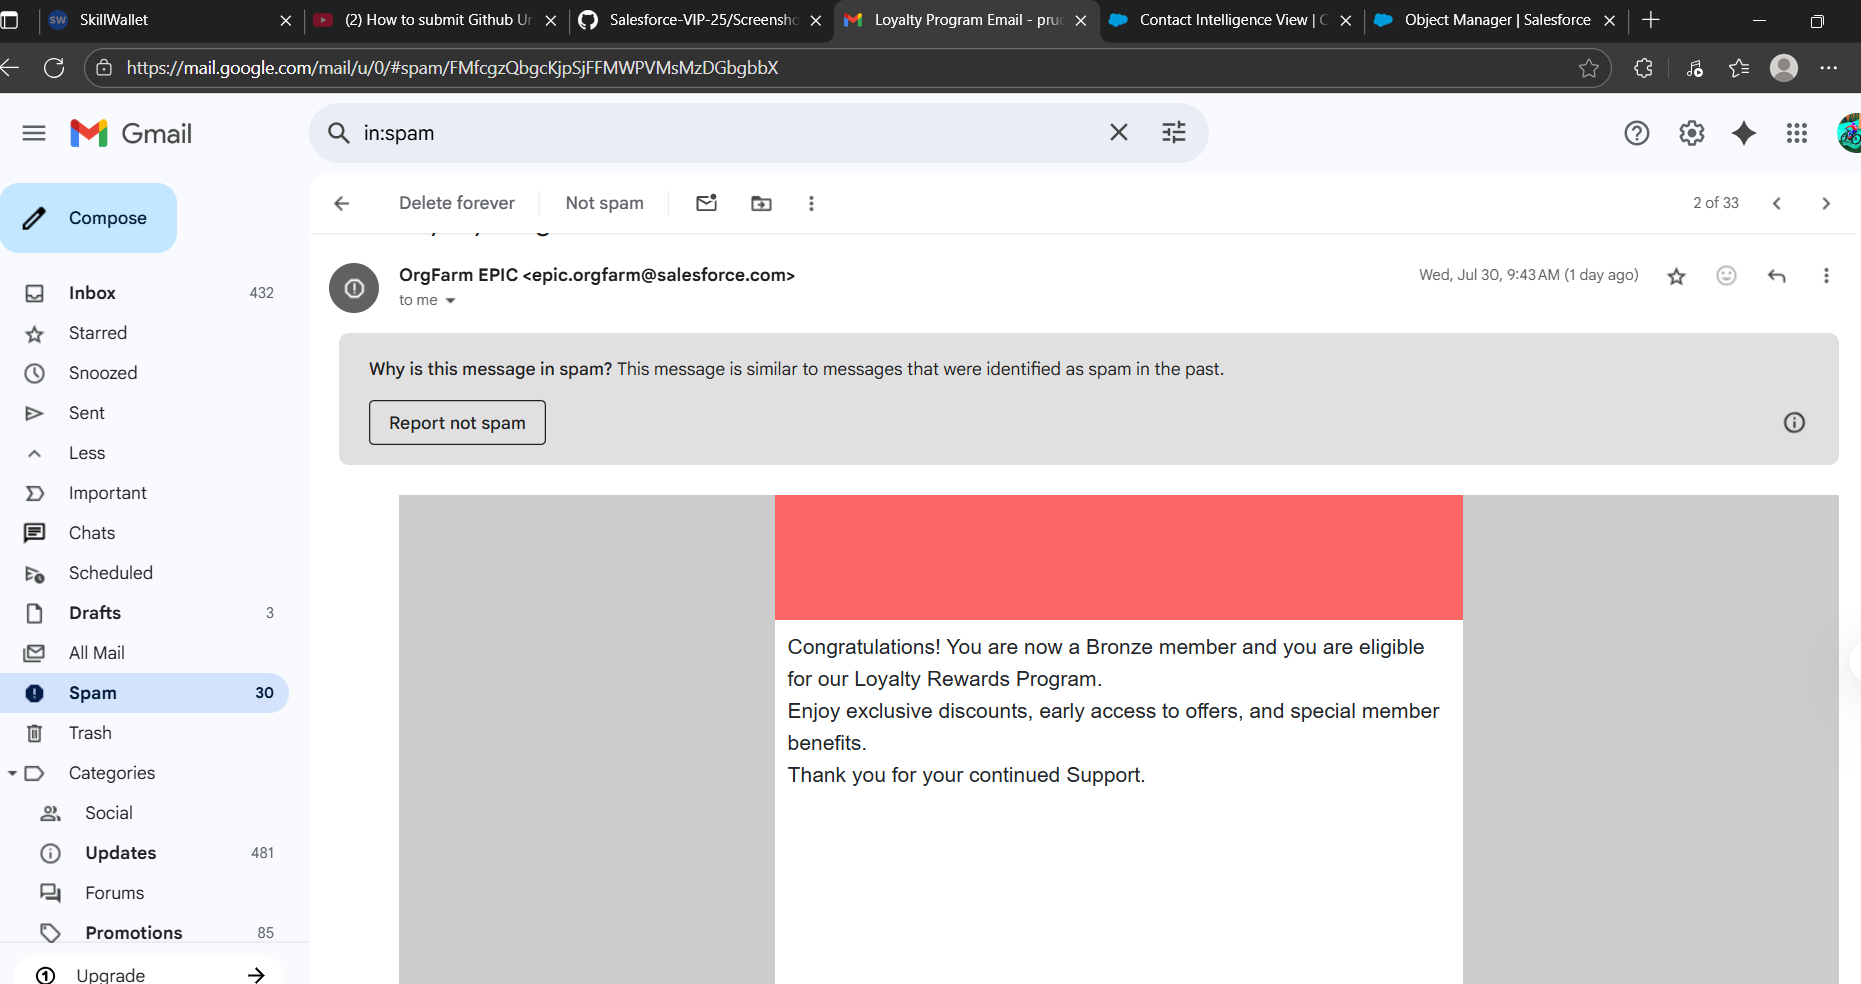 SW SkillWallet
(2) How to submit Github Ur
Salesforce-VIP-25/Screensho
Loyalty Program Email - pruc
Contact Intelligence View | C
Object Manager | Salesforce
https://mail.google.com/mail/u/0/#spam/FMfcgzQbgcKjpSjFFMWPVMsMzDGbgbbX
Gmail
in:spam
Compose
Delete forever
Not spam
2 of 33
Inbox 432
Starred
Snoozed
Sent
Less
Important
Chats
Scheduled
Drafts 3
All Mail
Spam 30
Trash
Categories
Social
Updates 481
Forums
Promotions 85
Upgrade
OrgFarm EPIC <epic.orgfarm@salesforce.com>
Wed, Jul 30, 9:43 AM (1 day ago)
to me
Why is this message in spam? This message is similar to messages that were identified as spam in the past.
Report not spam
Congratulations! You are now a Bronze member and you are eligible
for our Loyalty Rewards Program.
Enjoy exclusive discounts, early access to offers, and special member
benefits.
Thank you for your continued Support.